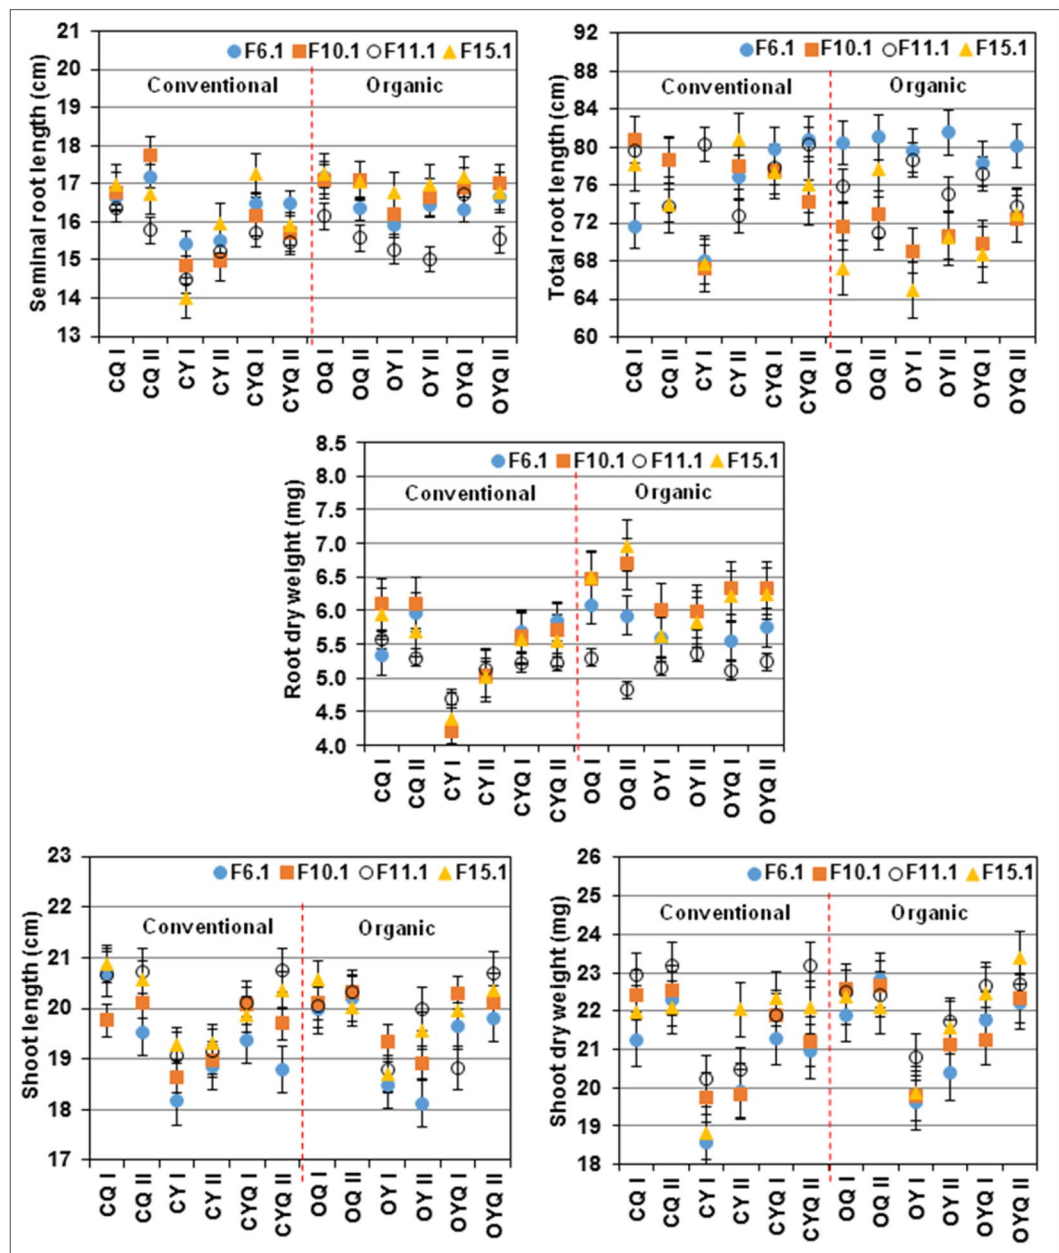 Seminal root length (cm)
21
20
19
18
17
16
15
14
13
F6.1 F10.1 F11.1 F15.1
Conventional Organic
CQ I CQ II CY I CY II CYQ I CYQ II OQ I OQ II OY I OY II OYQ I OYQ II
Total root length (cm)
92
88
84
80
76
72
68
64
60
F6.1 F10.1 F11.1 F15.1
Conventional Organic
CQ I CQ II CY I CY II CYQ I CYQ II OQ I OQ II OY I OY II OYQ I OYQ II
Root dry weight (mg)
8.5
8.0
7.5
7.0
6.5
6.0
5.5
5.0
4.5
4.0
F6.1 F10.1 F11.1 F15.1
Conventional Organic
CQ I CQ II CY I CY II CYQ I CYQ II OQ I OQ II OY I OY II OYQ I OYQ II
Shoot length (cm)
23
22
21
20
19
18
17
F6.1 F10.1 F11.1 F15.1
Conventional Organic
CQ I CQ II CY I CY II CYQ I CYQ II OQ I OQ II OY I OY II OYQ I OYQ II
Shoot dry weight (mg)
26
25
24
23
22
21
20
19
18
F6.1 F10.1 F11.1 F15.1
Conventional Organic
CQ I CQ II CY I CY II CYQ I CYQ II OQ I OQ II OY I OY II OYQ I OYQ II